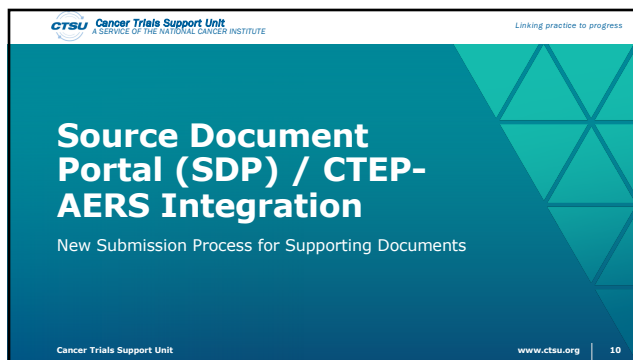 CTSU Cancer Trials Support Unit
A SERVICE OF THE NATIONAL CANCER INSTITUTE
Linking practice to progress
Source Document
Portal (SDP) / CTEP-
AERS Integration
New Submission Process for Supporting Documents
Cancer Trials Support Unit
www.ctsu.org | 10